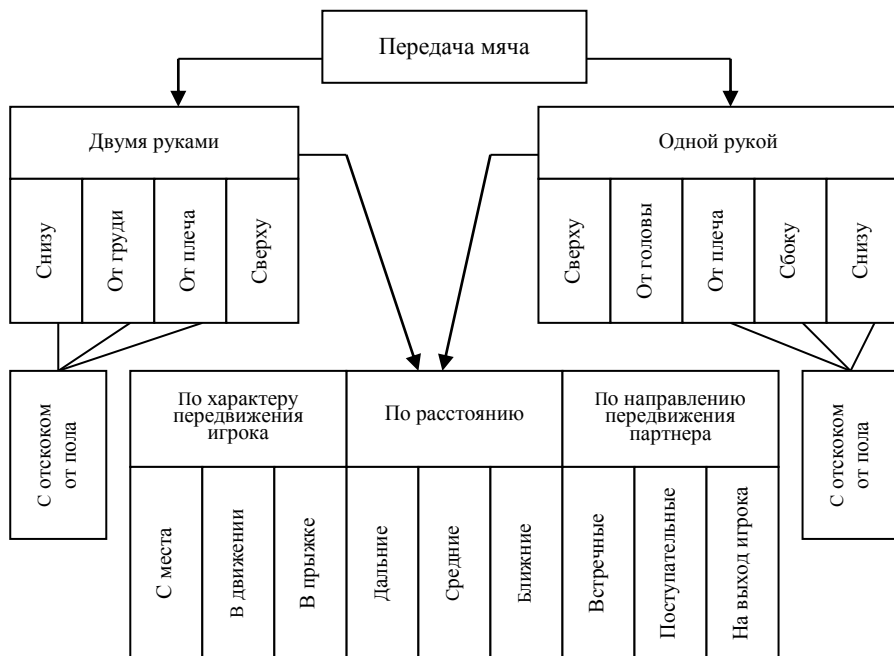 Передача мяча
Двумя руками
Одной рукой
Снизу
От груди
От плеча
Сверху
Сверху
От головы
От плеча
Сбоку
Снизу
С отскоком
от пола
По характеру
передвижения
игрока
По расстоянию
По направлению
передвижения
партнера
С отскоком
от пола
С места
В движении
В прыжке
Дальние
Средние
Ближние
Встречные
Поступательные
На выход игрока